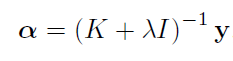 α = (K + λI)⁻¹ y